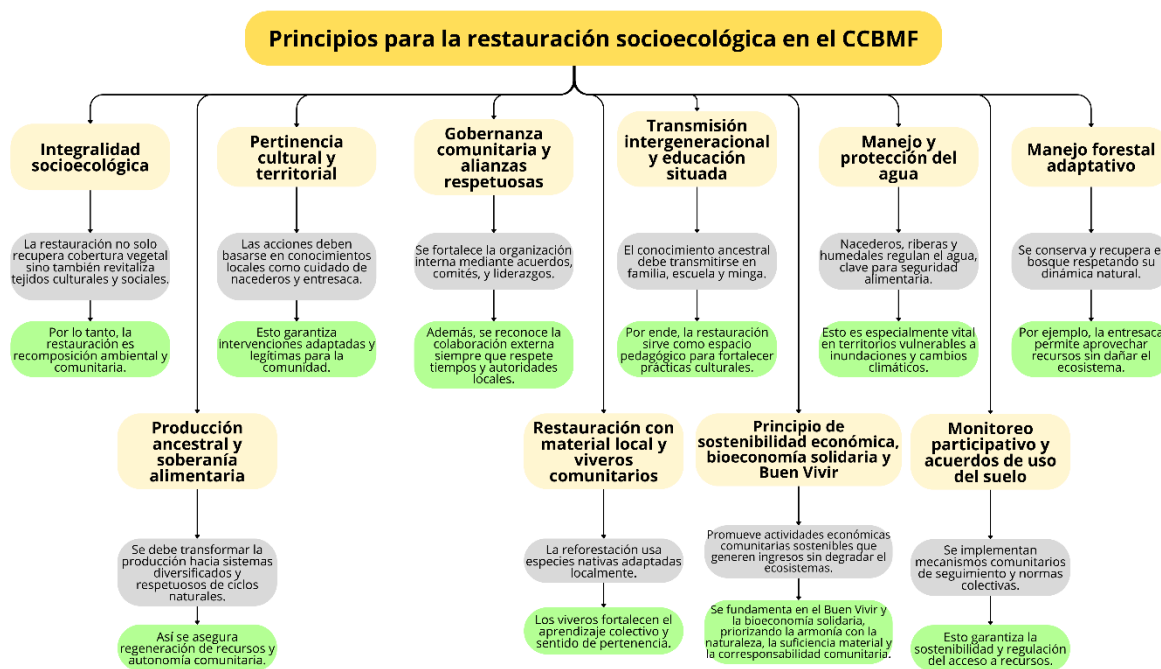 Principios para la restauración socioecológica en el CCBMF
Integralidad
socioecológica
La restauración no solo
recupera cobertura vegetal
sino también revitaliza
tejidos culturales y sociales.
Por lo tanto, la
restauración es
recomposición ambiental y
comunitaria.
Pertinencia
cultural y
territorial
Las acciones deben
basarse en conocimientos
locales como cuidado de
nacederos y entresaca.
Esto garantiza
intervenciones adaptadas y
legítimas para la
comunidad.
Gobernanza
comunitaria y
alianzas
respetuosas
Se fortalece la organización
interna mediante acuerdos,
comités, y liderazgos.
Además, se reconoce la
colaboración externa
siempre que respete
tiempos y autoridades
locales.
Transmisión
intergeneracional
y educación
situada
El conocimiento ancestral
debe transmitirse en
familia, escuela y minga.
Por ende, la restauración
sirve como espacio
pedagógico para fortalecer
prácticas culturales.
Manejo y
protección del
agua
Nacederos, riberas y
humedales regulan el agua,
clave para seguridad
alimentaria.
Esto es especialmente vital
en territorios vulnerables a
inundaciones y cambios
climáticos.
Manejo forestal
adaptativo
Se conserva y recupera el
bosque respetando su
dinámica natural.
Por ejemplo, la entresaca
permite aprovechar
recursos sin dañar el
ecosistema.
Producción
ancestral y
soberanía
alimentaria
Se debe transformar la
producción hacia sistemas
diversificados y
respetuosos de ciclos
naturales.
Así se asegura
regeneración de recursos y
autonomía comunitaria.
Restauración con
material local y
viveros
comunitarios
La reforestación usa
especies nativas adaptadas
localmente.
Los viveros fortalecen el
aprendizaje colectivo y
sentido de pertenencia.
Principio de
sostenibilidad económica,
bioeconomía solidaria y
Buen Vivir
Promueve actividades económicas
comunitarias sostenibles que
generen ingresos sin degradar el
ecosistemas.
Se fundamenta en el Buen Vivir y
la bioeconomía solidaria,
priorizando la armonía con la
naturaleza, la suficiencia material y
la corresponsabilidad comunitaria.
Monitoreo
participativo y
acuerdos de uso
del suelo
Se implementan
mecanismos comunitarios
de seguimiento y normas
colectivas.
Esto garantiza la
sostenibilidad y regulación
del acceso a recursos.